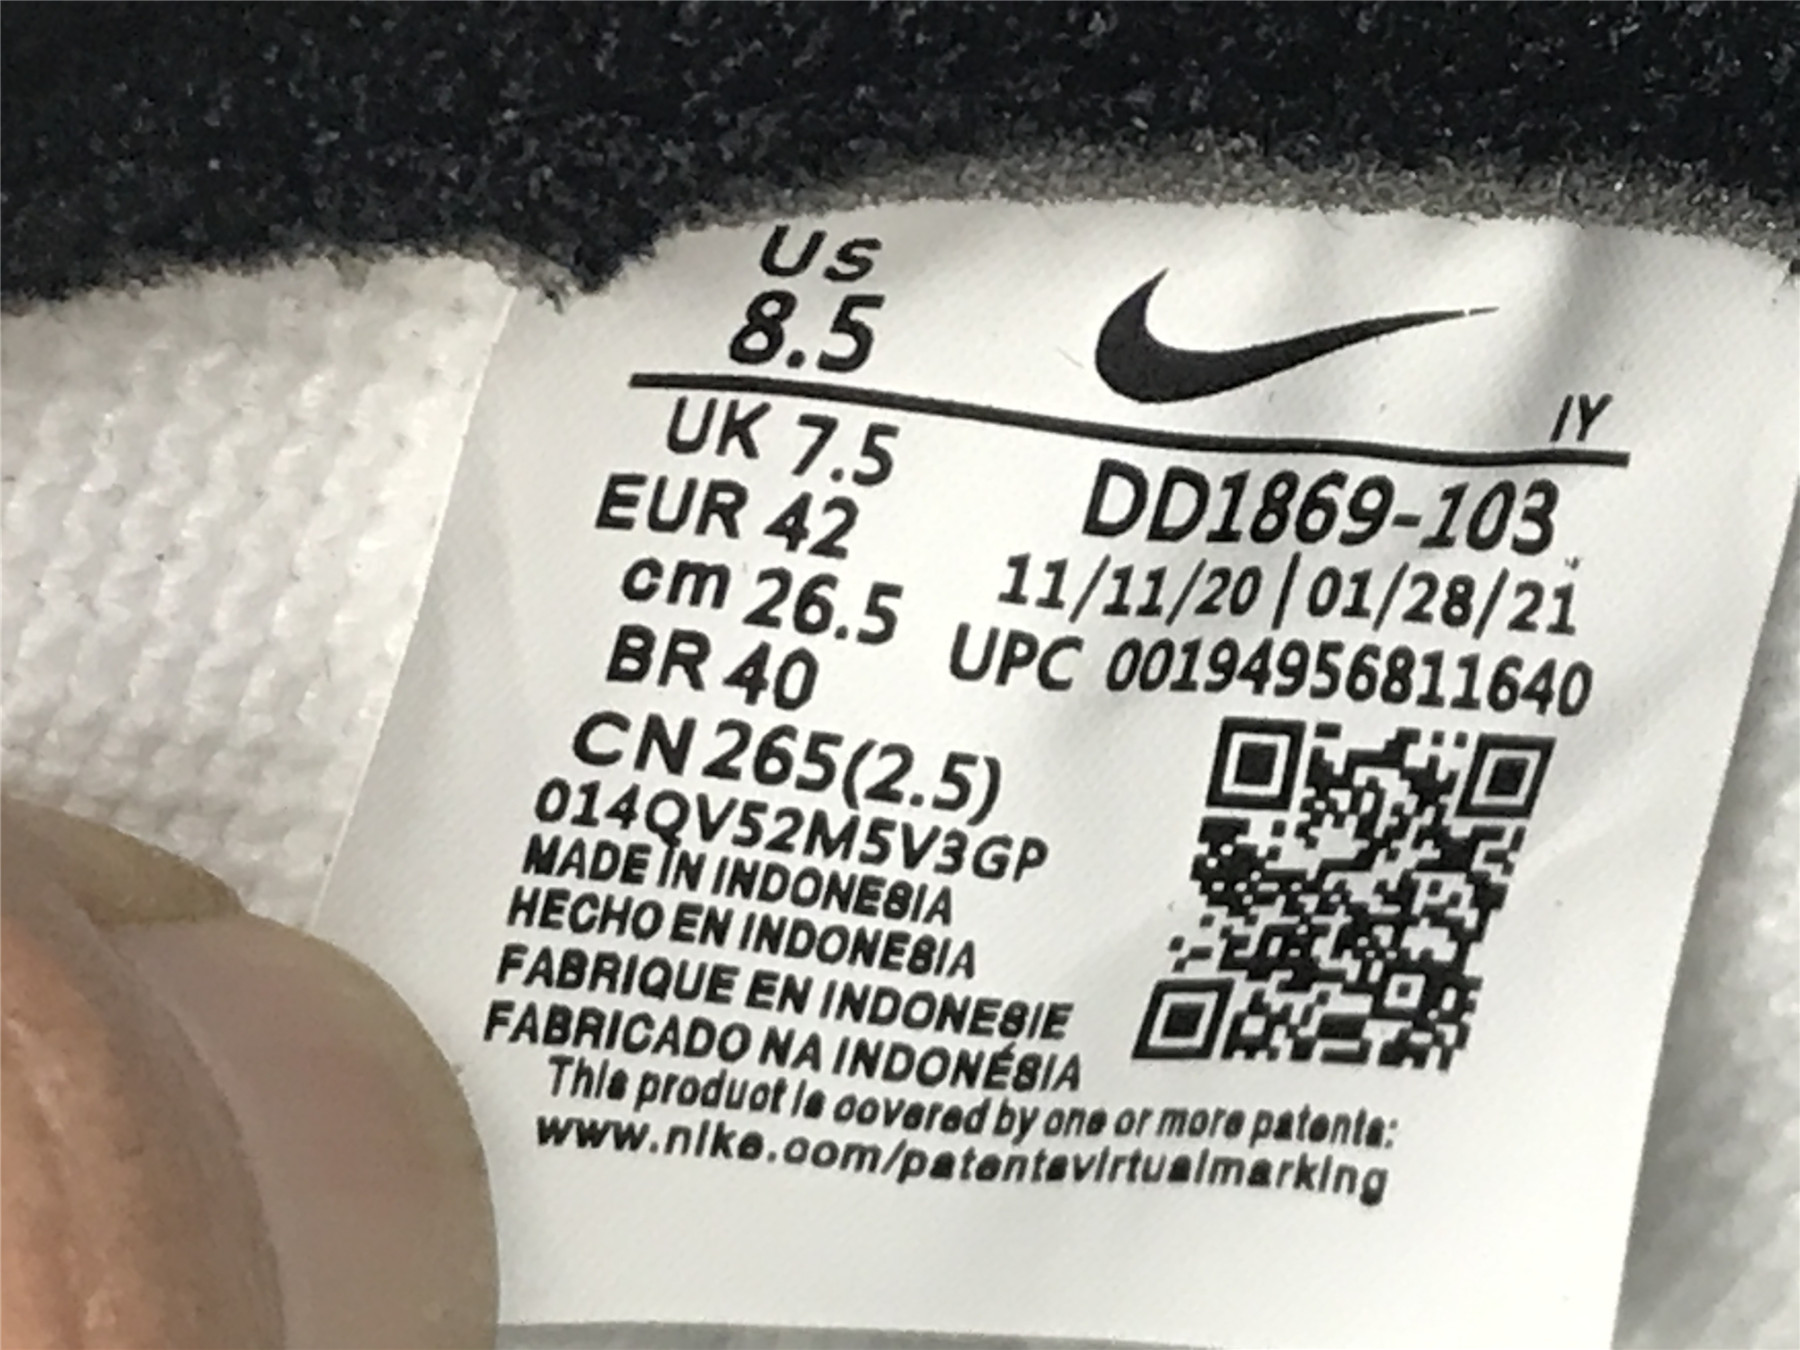 US
8.5
IY
UK 7.5
EUR 42
cm 26.5
BR 40
CN 265(2.5)
DD1869-103
11/11/20 | 01/28/21
UPC 00194956811640
014QV52M5V3GP
MADE IN INDONESIA
HECHO EN INDONESIA
FABRIQUE EN INDONESIE
FABRICADO NA INDONÉSIA
This product is covered by one or more patents:
www.nike.com/patentsvirtualmarking